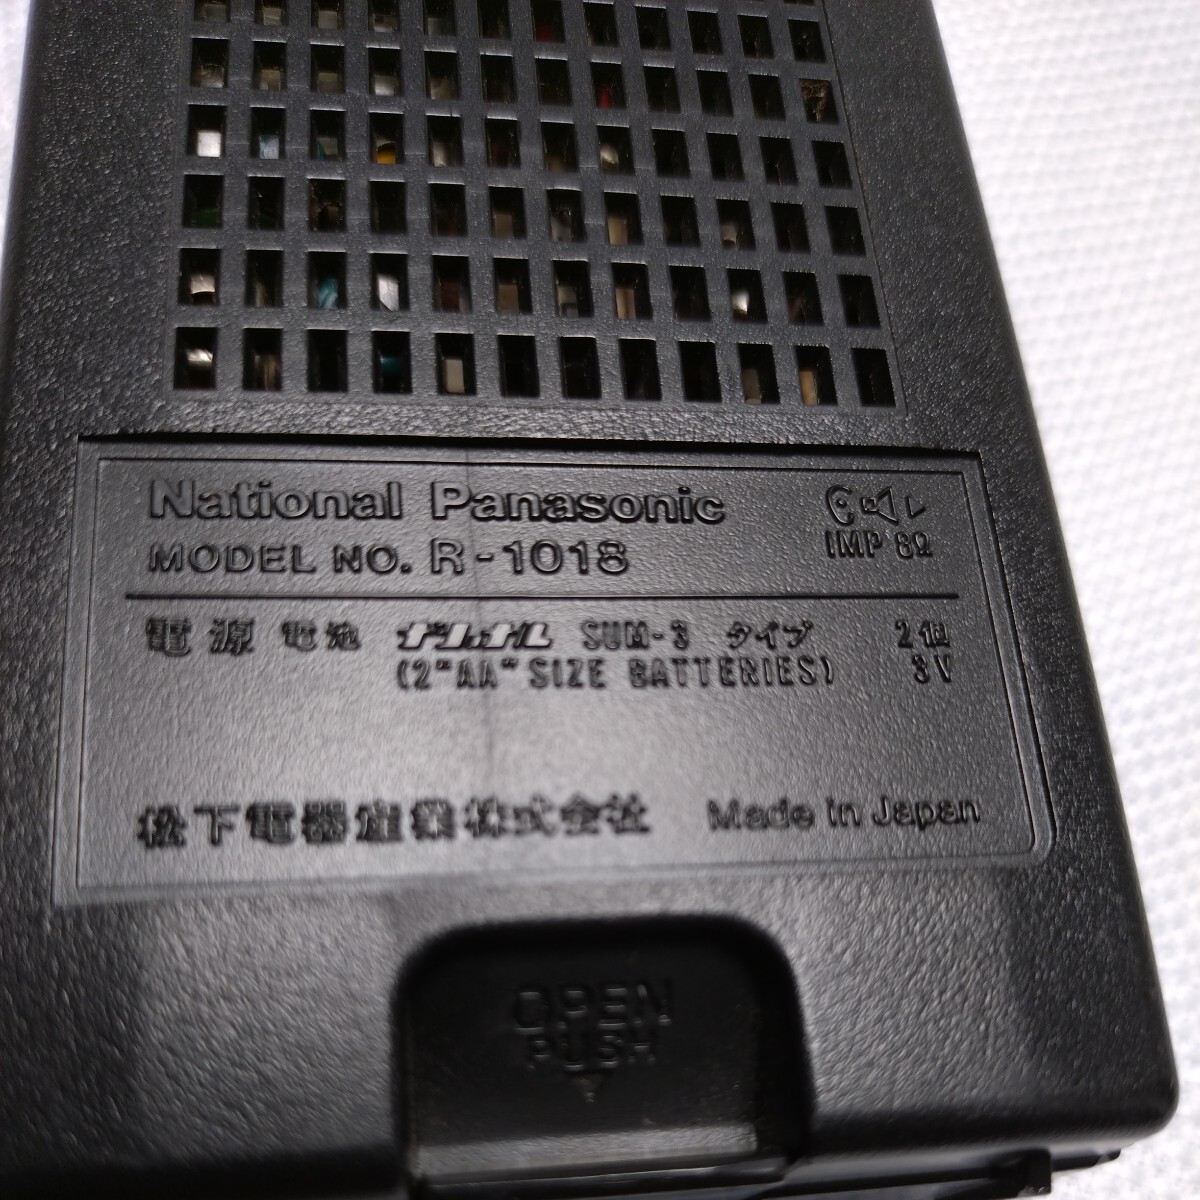 National Panasonic
IMP 8Ω
MODEL NO. R-1018
電源 電池 ナショナル SUM-3 タイプ 2個
(2"AA"SIZE BATTERIES) 3V
松下電器産業株式会社 Made in Japan
OPEN
PUSH